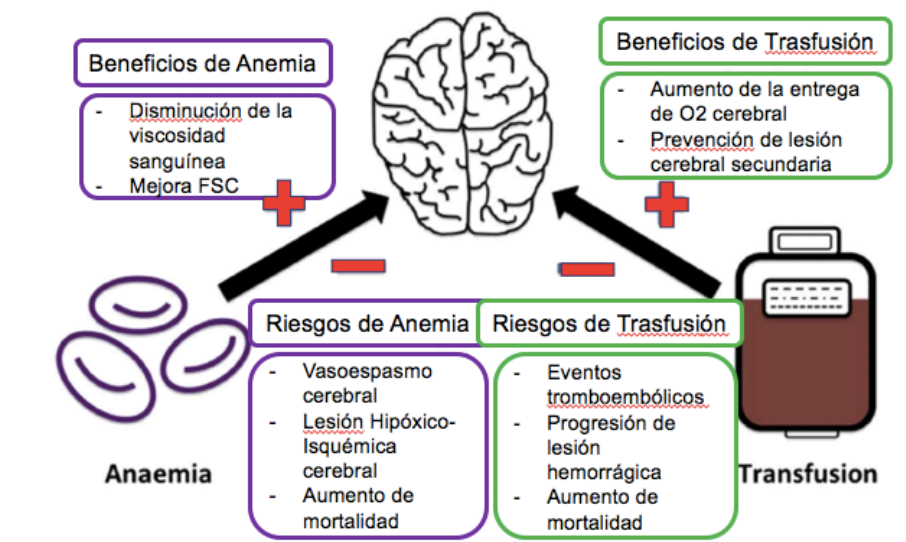 Beneficios de Anemia
- Disminución de la
viscosidad
sanguínea
- Mejora FSC
Beneficios de Trasfusión
- Aumento de la entrega
de O2 cerebral
- Prevención de lesión
cerebral secundaria
Riesgos de Anemia
- Vasoespasmo
cerebral
- Lesión Hipóxico-
Isquémica
cerebral
- Aumento de
mortalidad
Riesgos de Trasfusión
- Eventos
tromboembólicos
- Progresión de
lesión
hemorrágica
- Aumento de
mortalidad
Anaemia
Transfusion